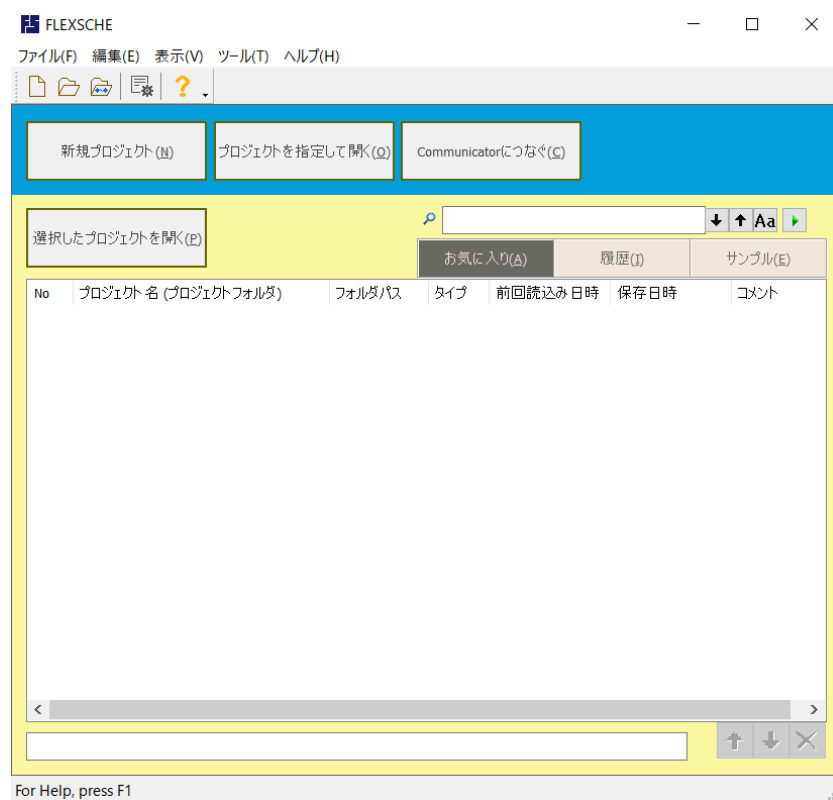 FLEXSCHE
ファイル(F) 編集(E) 表示(V) ツール(T) ヘルプ(H)
新規プロジェクト(N) プロジェクトを指定して開く(O) Communicatorにつなぐ(C)
選択したプロジェクトを開く(P)
Aa
お気に入り(A) 履歴(I) サンプル(E)
No プロジェクト名 (プロジェクトフォルダ) フォルダパス タイプ 前回読込み日時 保存日時 コメント
For Help, press F1